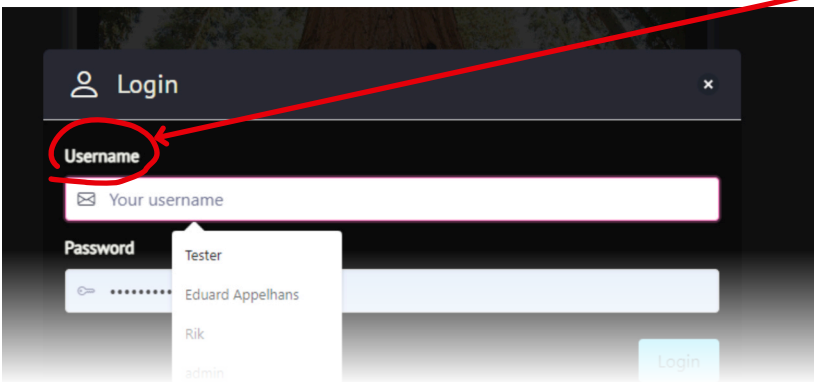 Login
Username
Your username
Password
Tester
Eduard Appelhans
Rik
admin
Login